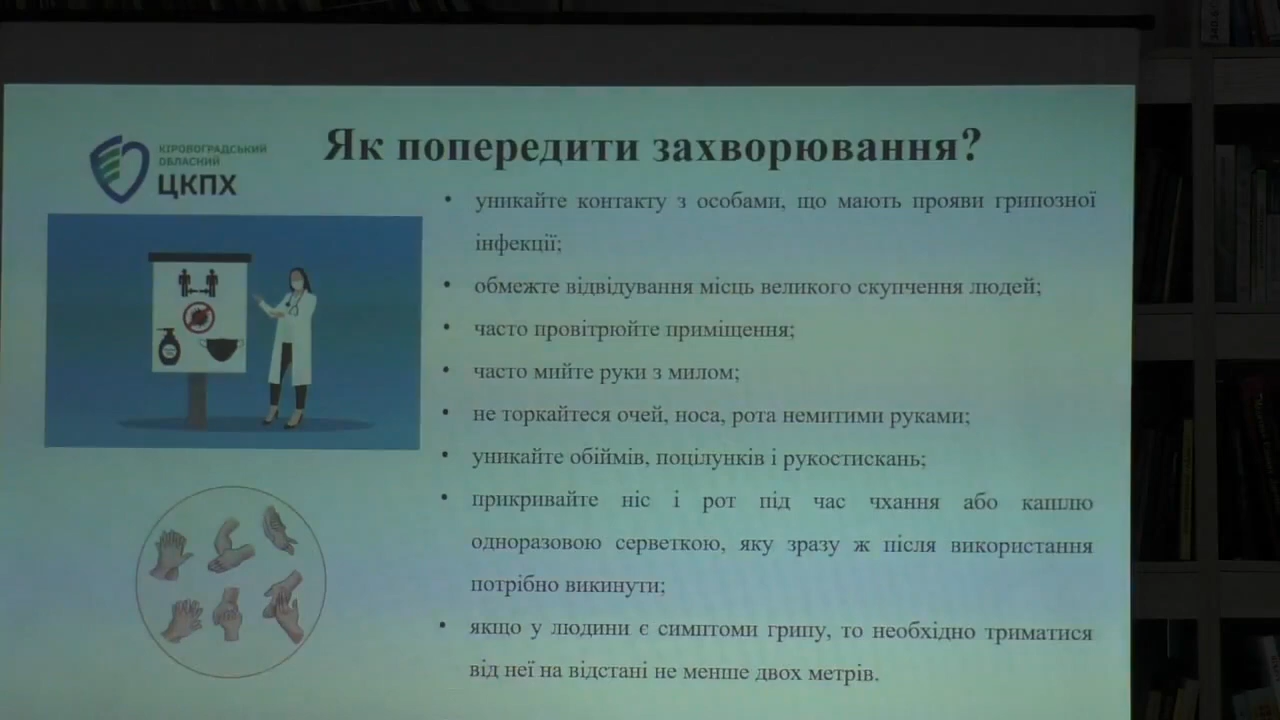 Як попередити захворювання?
КІРОВОГРАДСЬКИЙ
ОБЛАСНИЙ
ЦКПХ
• уникайте контакту з особами, що мають прояви грипозної
інфекції;
• обмежте відвідування місць великого скупчення людей;
• часто провітрюйте приміщення;
• часто мийте руки з милом;
• не торкайтеся очей, носа, рота немитими руками;
• уникайте обіймів, поцілунків і рукостискань;
• прикривайте ніс і рот під час чхання або кашлю
одноразовою серветкою, яку зразу ж після використання
потрібно викинути;
• якщо у людини є симптоми грипу, то необхідно триматися
від неї на відстані не менше двох метрів.